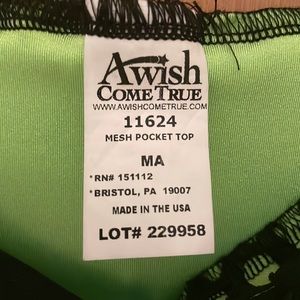 A wish
COME TRUE
WWW.AWISHCOMETRUE.COM
11624
MESH POCKET TOP
MA
*RN# 151112
*BRISTOL, PA 19007
MADE IN THE USA
LOT# 229958